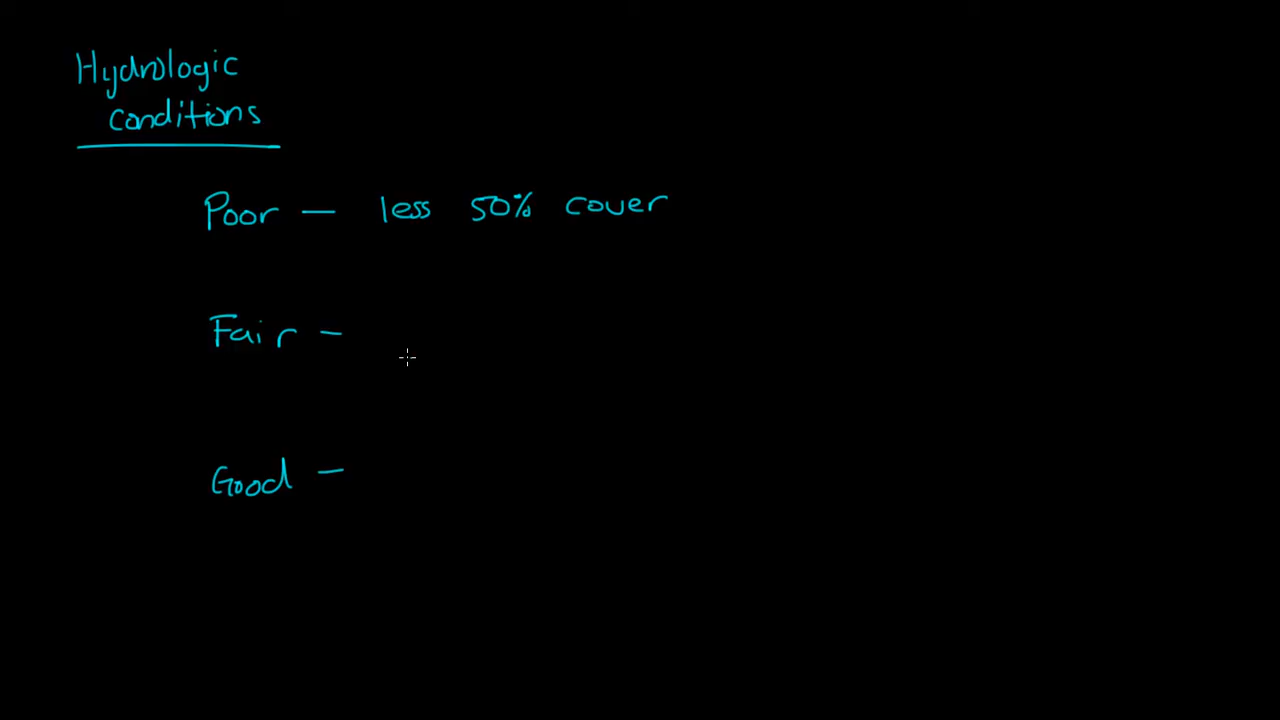 Hydrologic
conditions
Poor — less 50% cover
Fair —
Good —